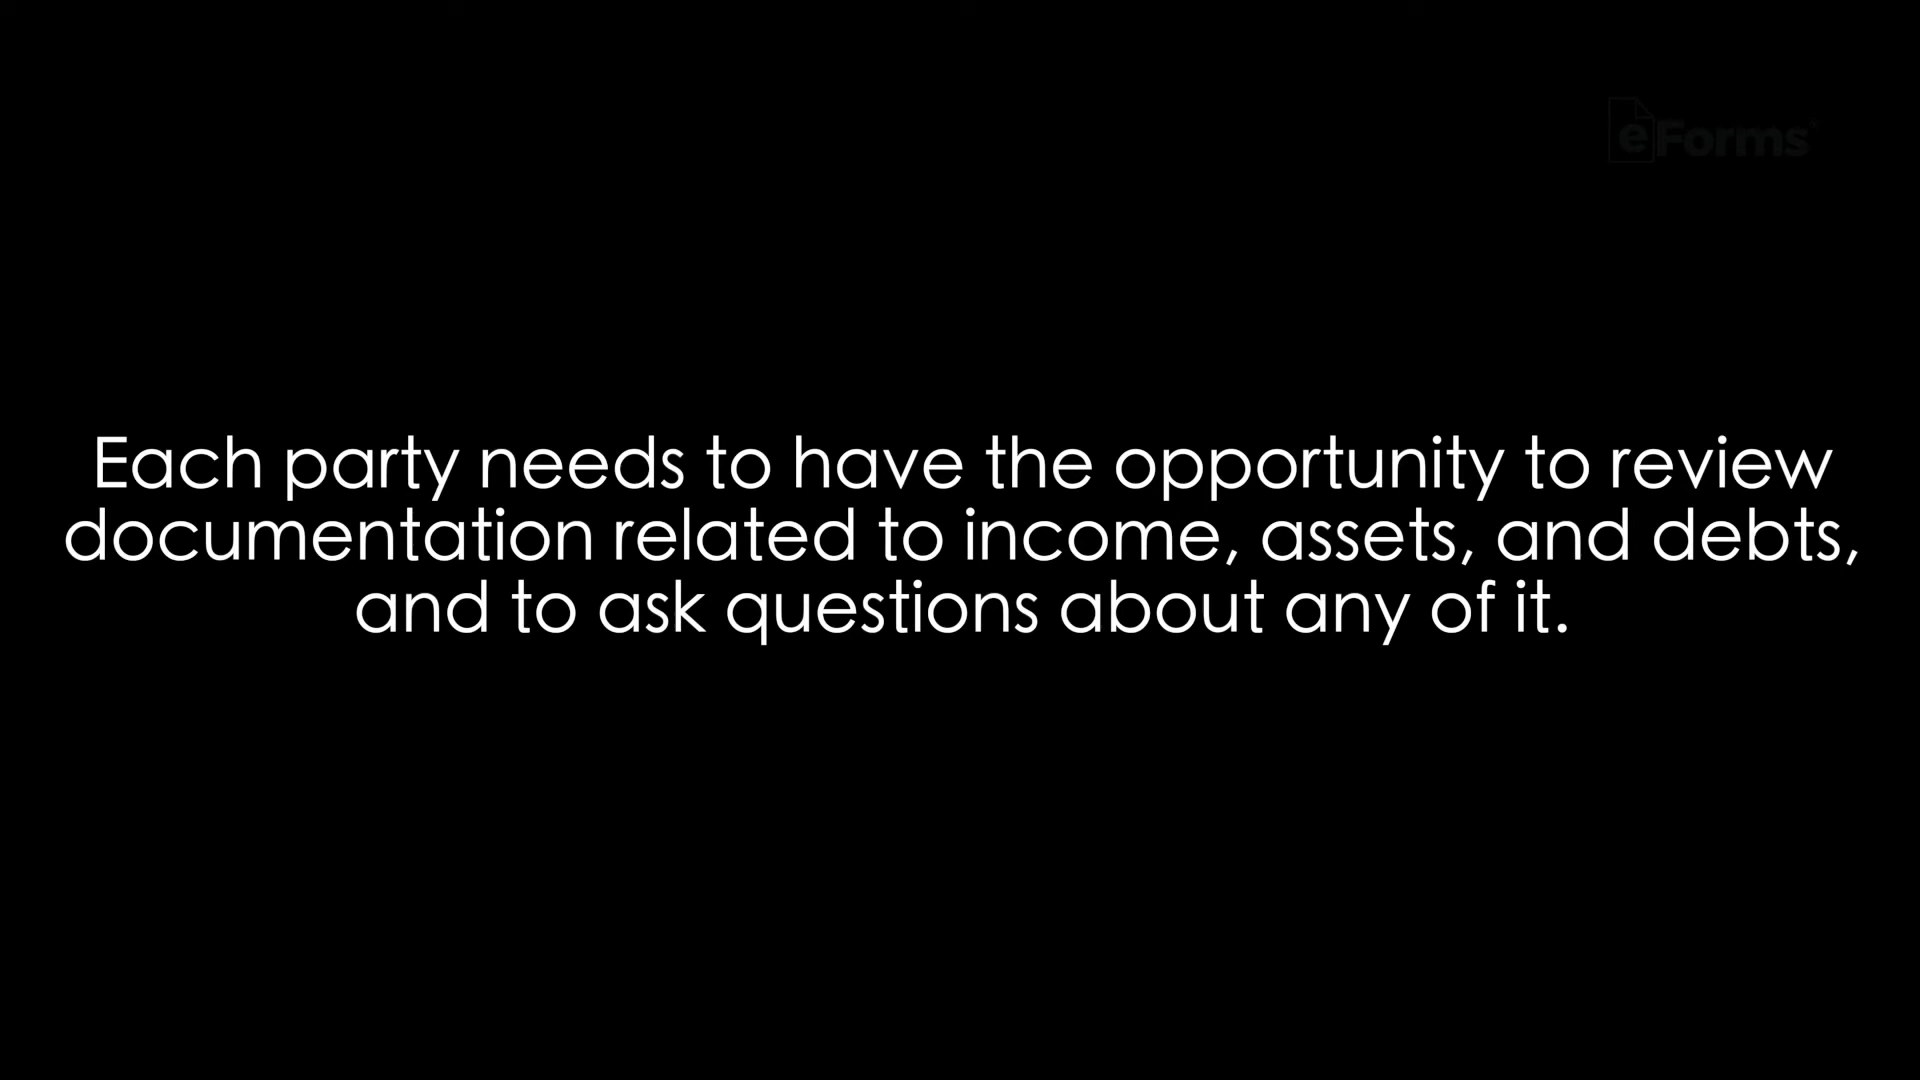 eForms
Each party needs to have the opportunity to review
documentation related to income, assets, and debts,
and to ask questions about any of it.